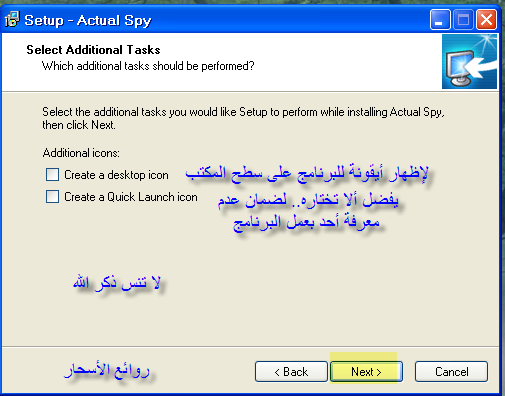 Setup - Actual Spy
Select Additional Tasks
Which additional tasks should be performed?
Select the additional tasks you would like Setup to perform while installing Actual Spy,
then click Next.
Additional icons:
Create a desktop icon
لإظهار أيقونة للبرنامج على سطح المكتب
Create a Quick Launch icon
يفضل ألا تختاره.. لضمان عدم
معرفة أحد بعمل البرنامج
لا تنس ذكر الله
روائع الأسحار
< Back
Next >
Cancel